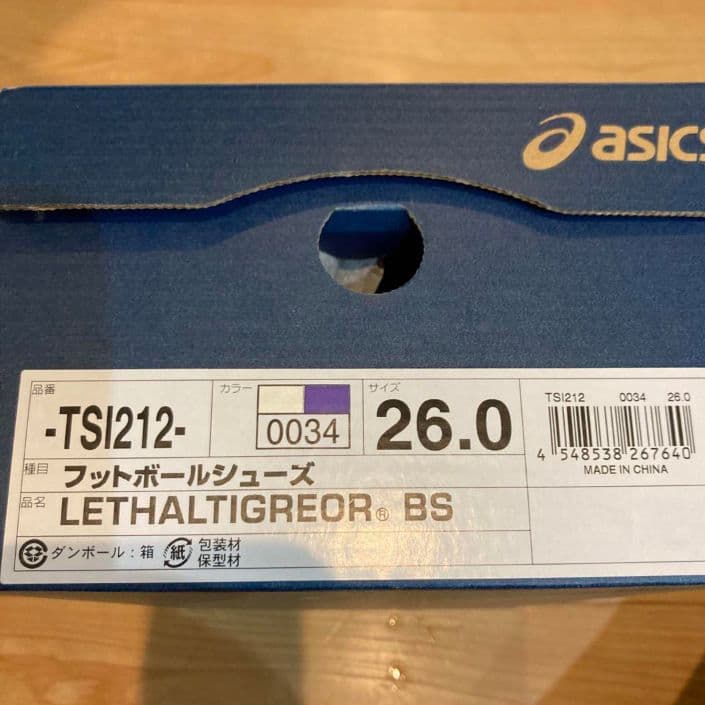 asics
品番 カラー サイズ
-TSI212- 0034 26.0
種目 フットボールシューズ
品名 LETHALTIGREOR® BS
ダンボール：箱 紙 包装材
保型材
TSI212 0034 26.0
4 548538 267640
MADE IN CHINA